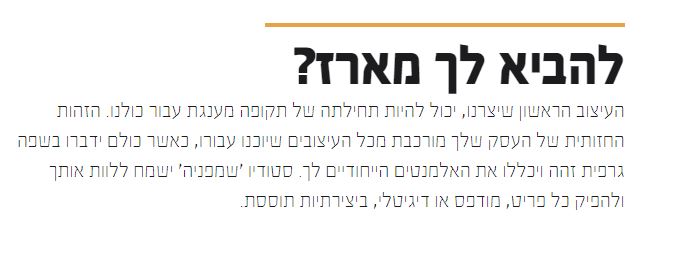 להביא לך מארז?
העיצוב הראשון שיצרנו, יכול להיות תחילתה של תקופה מענגת עבור כולנו. הזהות
החזותית של העסק שלך מורכבת מכל העיצובים שיוכנו עבורו, כאשר כולם ידברו בשפה
גרפית זהה ויכללו את האלמנטים הייחודיים לך. סטודיו 'שמפניה' ישמח ללוות אותך
ולהפיק כל פריט, מודפס או דיגיטלי, ביצירתיות תוססת.